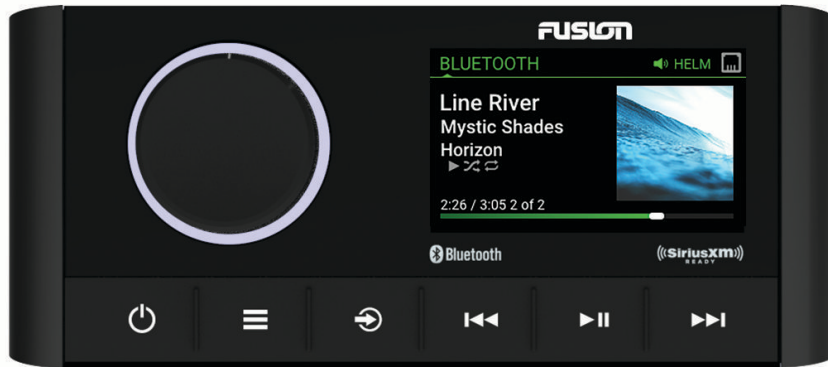 FUSION
BLUETOOTH
HELM
Line River
Mystic Shades
Horizon
2:26 / 3:05 2 of 2
Bluetooth
((SiriusXM))
READY